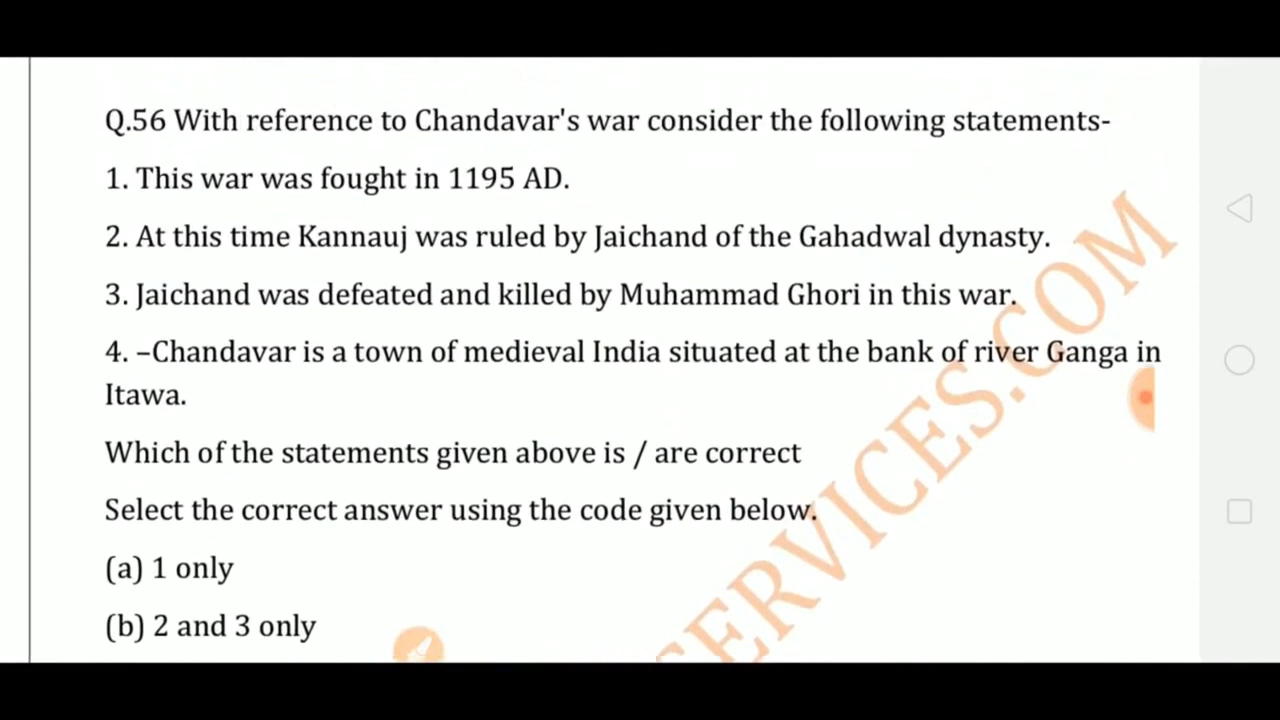 Q.56 With reference to Chandavar's war consider the following statements-
1. This war was fought in 1195 AD.
2. At this time Kannauj was ruled by Jaichand of the Gahadwal dynasty.
3. Jaichand was defeated and killed by Muhammad Ghori in this war.
4. –Chandavar is a town of medieval India situated at the bank of river Ganga in
Itawa.
Which of the statements given above is / are correct
Select the correct answer using the code given below.
(a) 1 only
(b) 2 and 3 only
SERVICES.COM